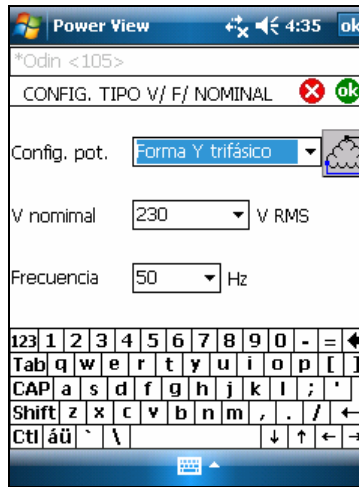 Power View 4:35 ok
*Odin <105>
CONFIG. TIPO V/ F/ NOMINAL ok
Config. pot. Forma Y trifásico
V nomimal 230 V RMS
Frecuencia 50 Hz
123 1 2 3 4 5 6 7 8 9 0 - =
Tab q w e r t y u i o p [ ]
CAP a s d f g h j k l ; '
Shift z x c v b n m , . /
Ctl áü ` \